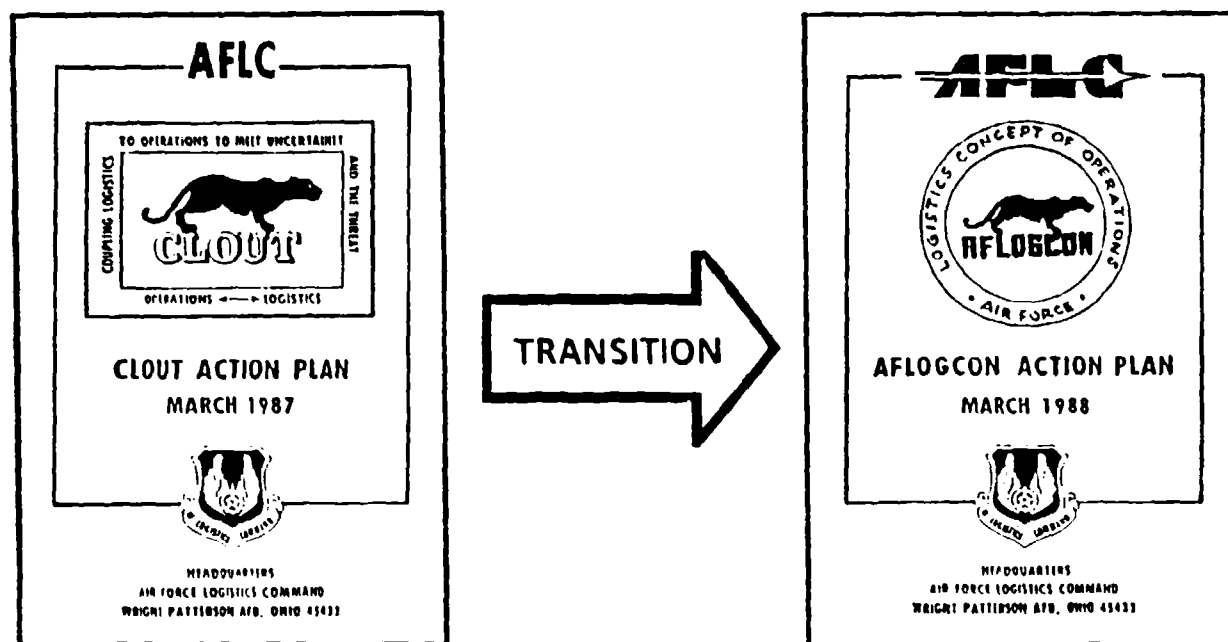 AFLC
TO OPERATIONS TO MEET UNCERTAINTY
COUPLING LOGISTICS
AND THE THREAT
CLOUT
OPERATIONS LOGISTICS
CLOUT ACTION PLAN
MARCH 1987
LOGISTICS
HEADQUARTERS
AIR FORCE LOGISTICS COMMAND
WRIGHT PATTERSON AFB, OHIO 45433
TRANSITION
AFLC
LOGISTICS CONCEPT OF OPERATIONS
AFLOGCON
• AIR FORCE •
AFLOGCON ACTION PLAN
MARCH 1988
LOGISTICS
HEADQUARTERS
AIR FORCE LOGISTICS COMMAND
WRIGHT PATTERSON AFB, OHIO 45433